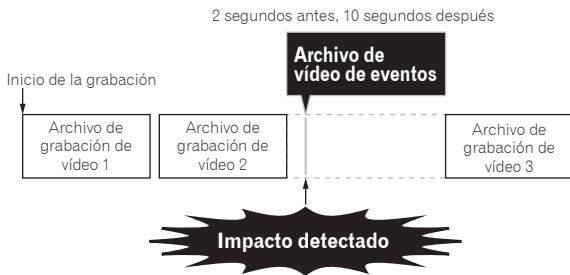 2 segundos antes, 10 segundos después
Archivo de
vídeo de eventos
Inicio de la grabación
Archivo de
grabación de
vídeo 1
Archivo de
grabación de
vídeo 2
Archivo de
grabación de
vídeo 3
Impacto detectado